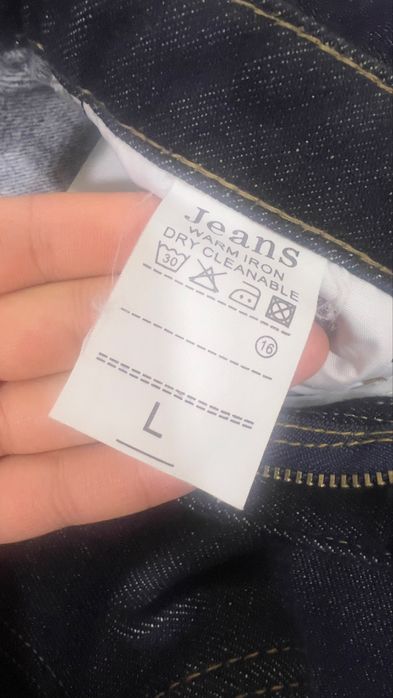 Jeans
WARM IRON
DRY CLEANABLE
30
16
L